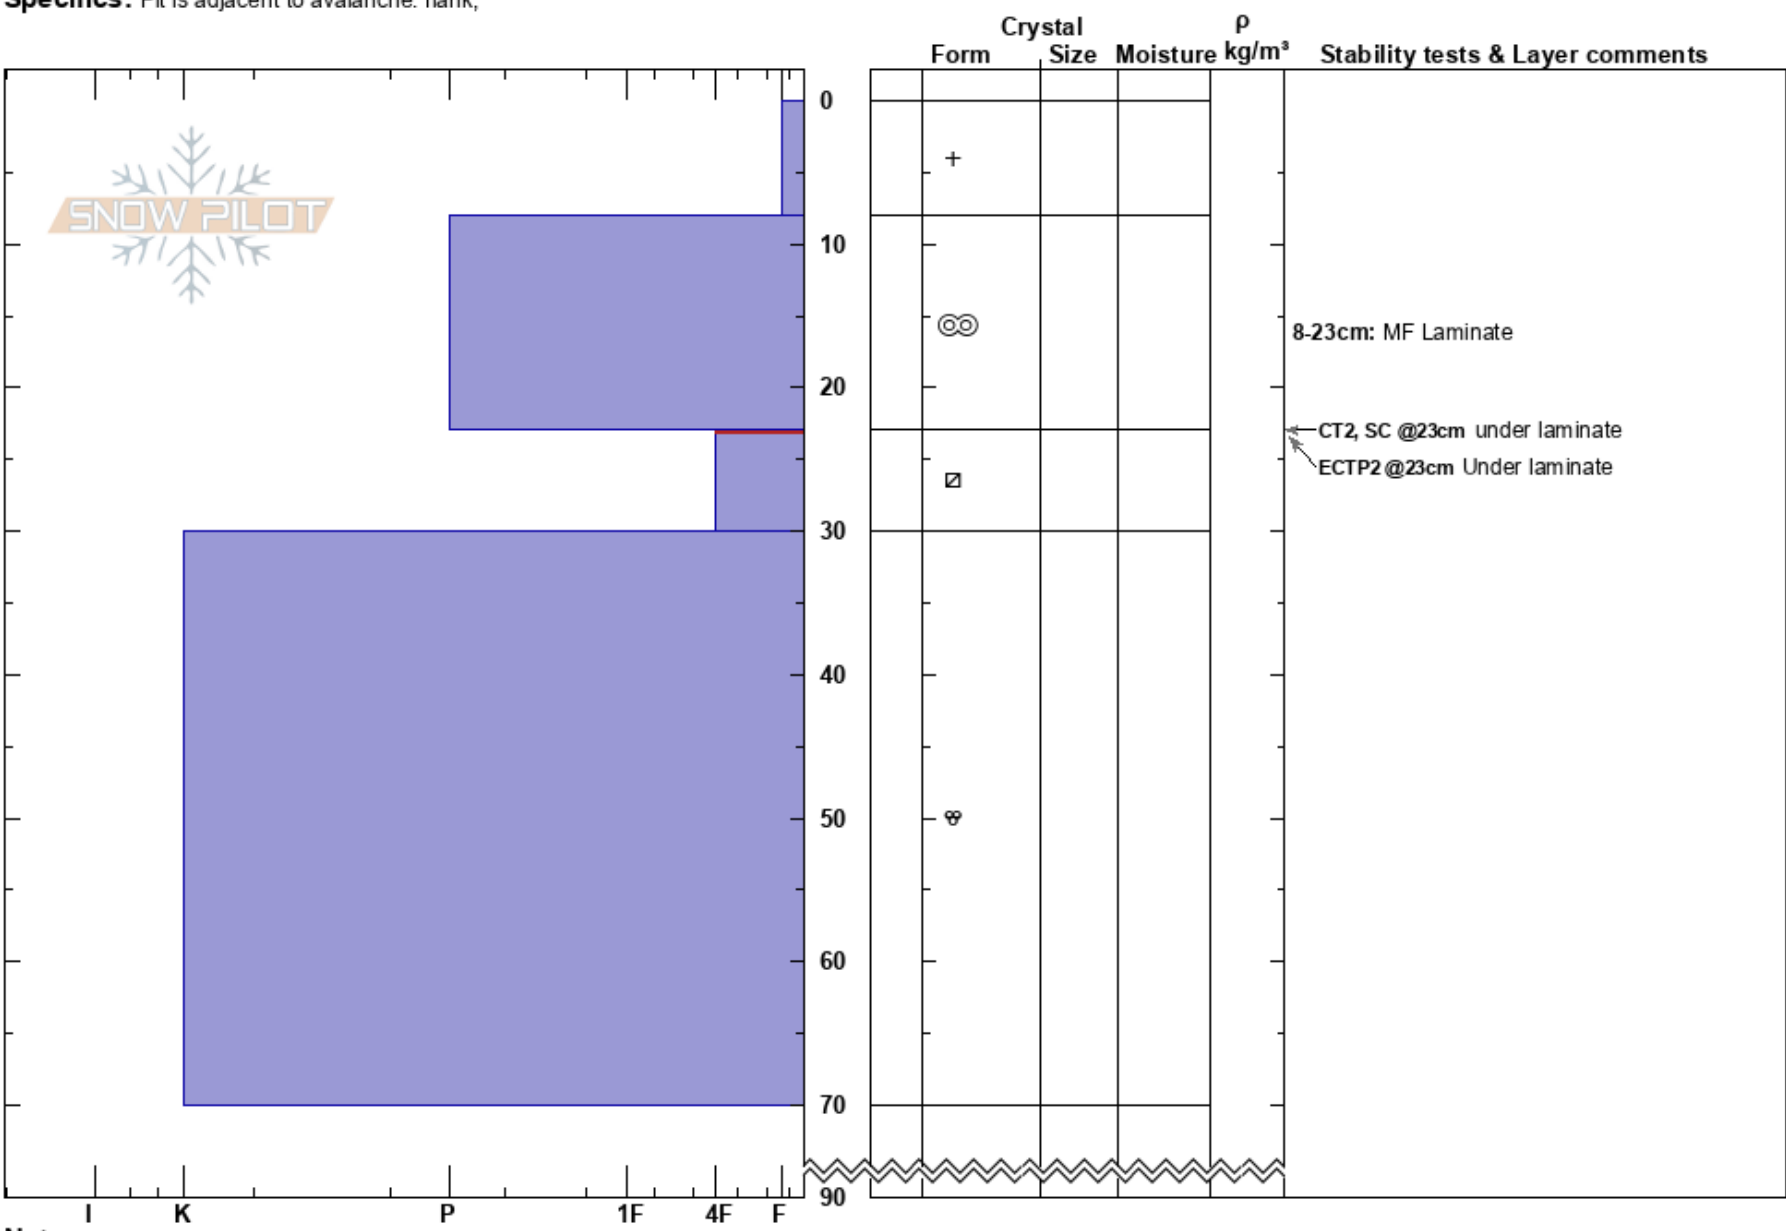 Specifics: Pit is adjacent to avalanche: flank,
Crystal ρ
Form Size Moisture kg/m³ Stability tests & Layer comments
0
SNOW PILOT
10
8-23cm: MF Laminate
20
CT2, SC @23cm under laminate
ECTP2 @23cm Under laminate
30
40
50
60
70
90
I K P 1F 4F F